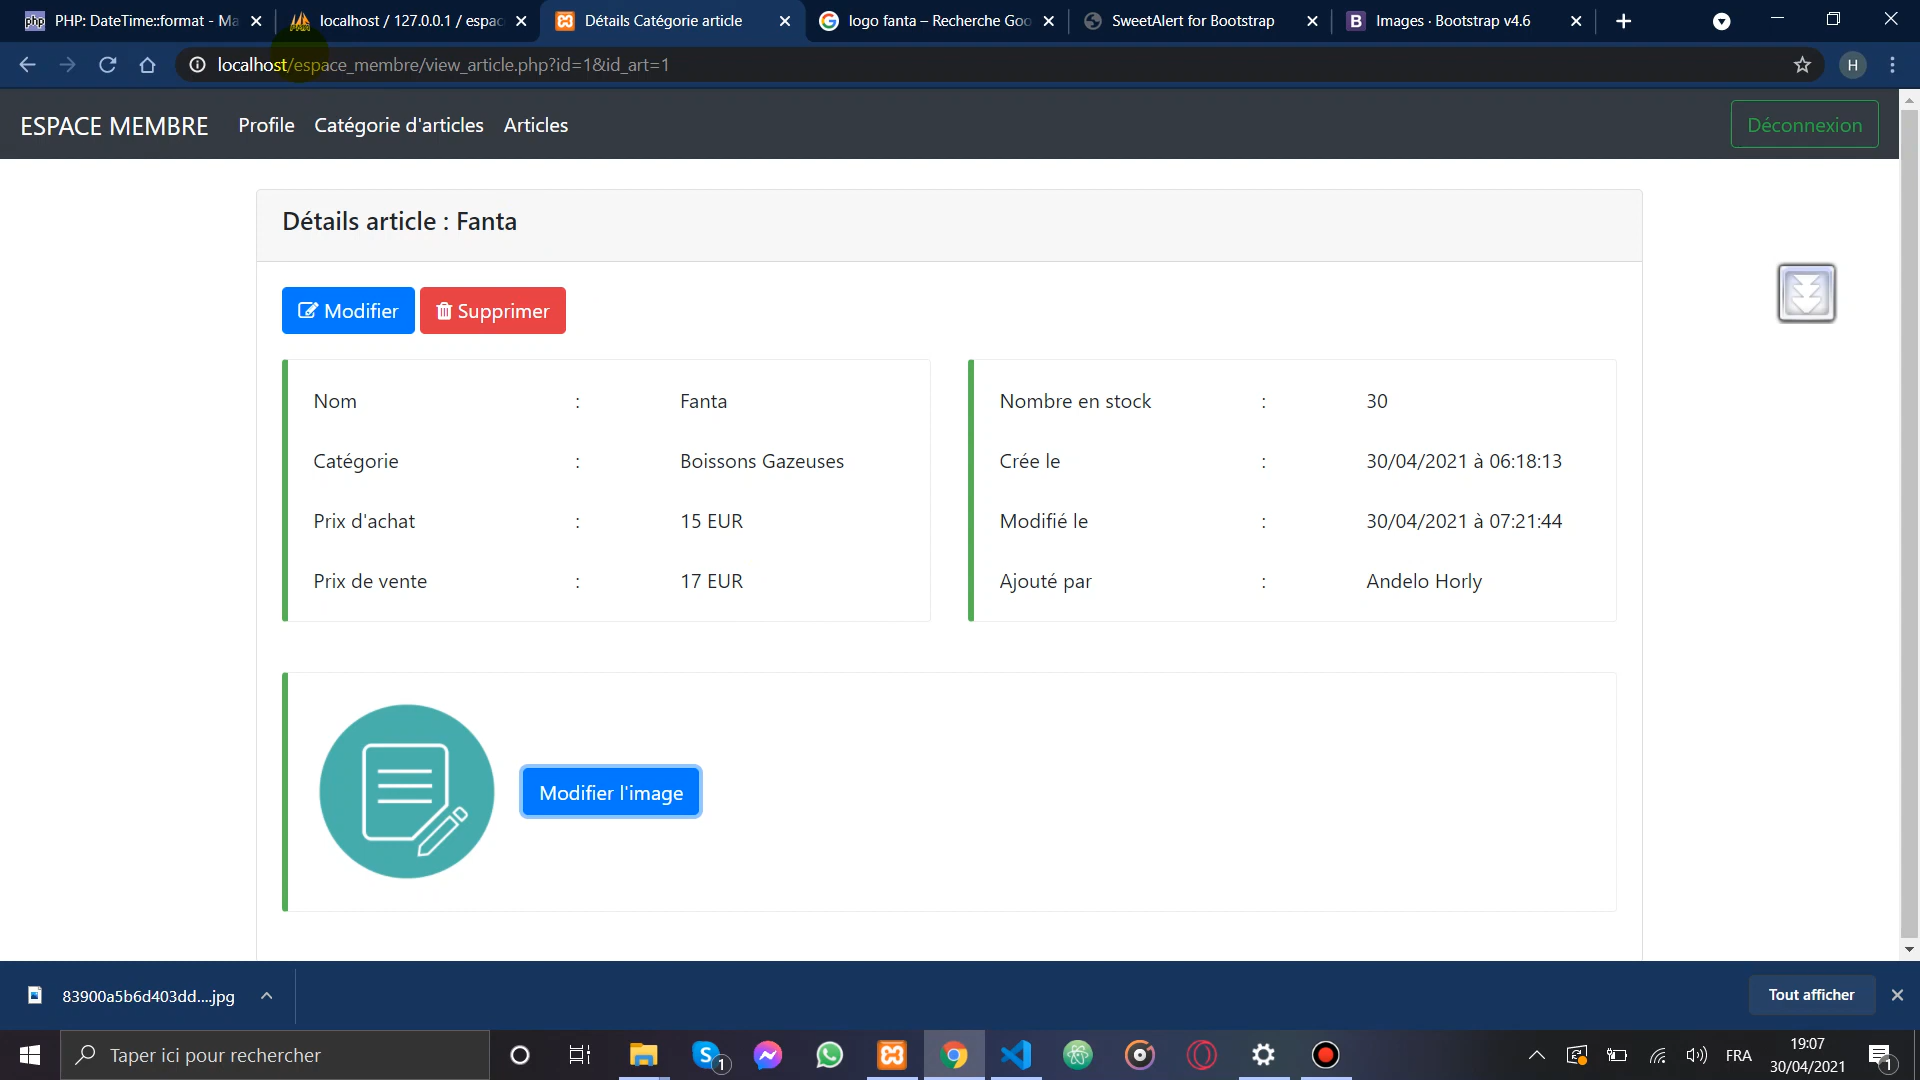 php PHP: DateTime::format - Ma
localhost / 127.0.0.1 / espac
Détails Catégorie article
logo fanta – Recherche Goo
SweetAlert for Bootstrap
B Images · Bootstrap v4.6
localhost/espace_membre/view_article.php?id=1&id_art=1
H
ESPACE MEMBRE Profile Catégorie d'articles Articles Déconnexion
Détails article : Fanta
Modifier Supprimer
Nom : Fanta
Catégorie : Boissons Gazeuses
Prix d'achat : 15 EUR
Prix de vente : 17 EUR
Nombre en stock : 30
Crée le : 30/04/2021 à 06:18:13
Modifié le : 30/04/2021 à 07:21:44
Ajouté par : Andelo Horly
Modifier l'image
83900a5b6d403dd....jpg
Tout afficher
Taper ici pour rechercher
1
FRA
19:07
30/04/2021
1